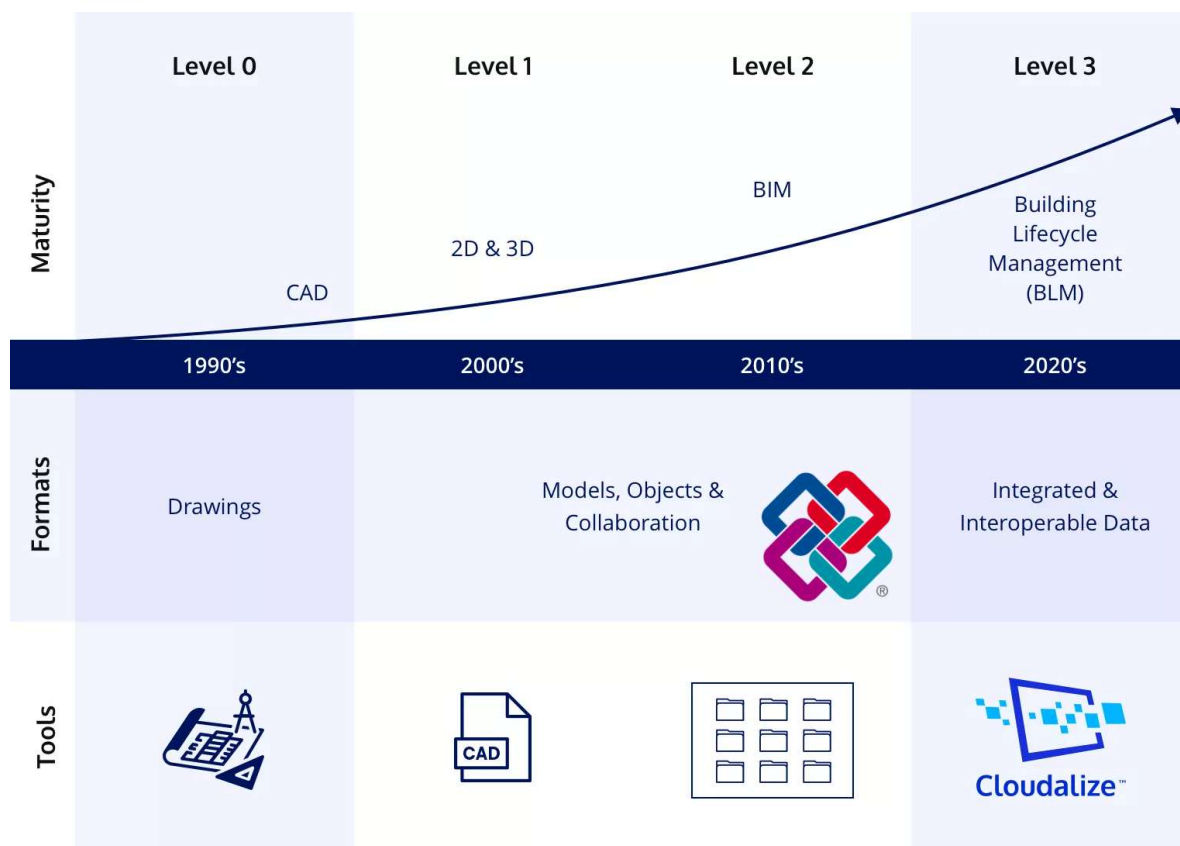 Level 0
Level 1
Level 2
Level 3
Maturity
CAD
2D & 3D
BIM
Building
Lifecycle
Management
(BLM)
1990's
2000's
2010's
2020's
Formats
Drawings
Models, Objects &
Collaboration
®
Integrated &
Interoperable Data
Tools
CAD
Cloudalize™